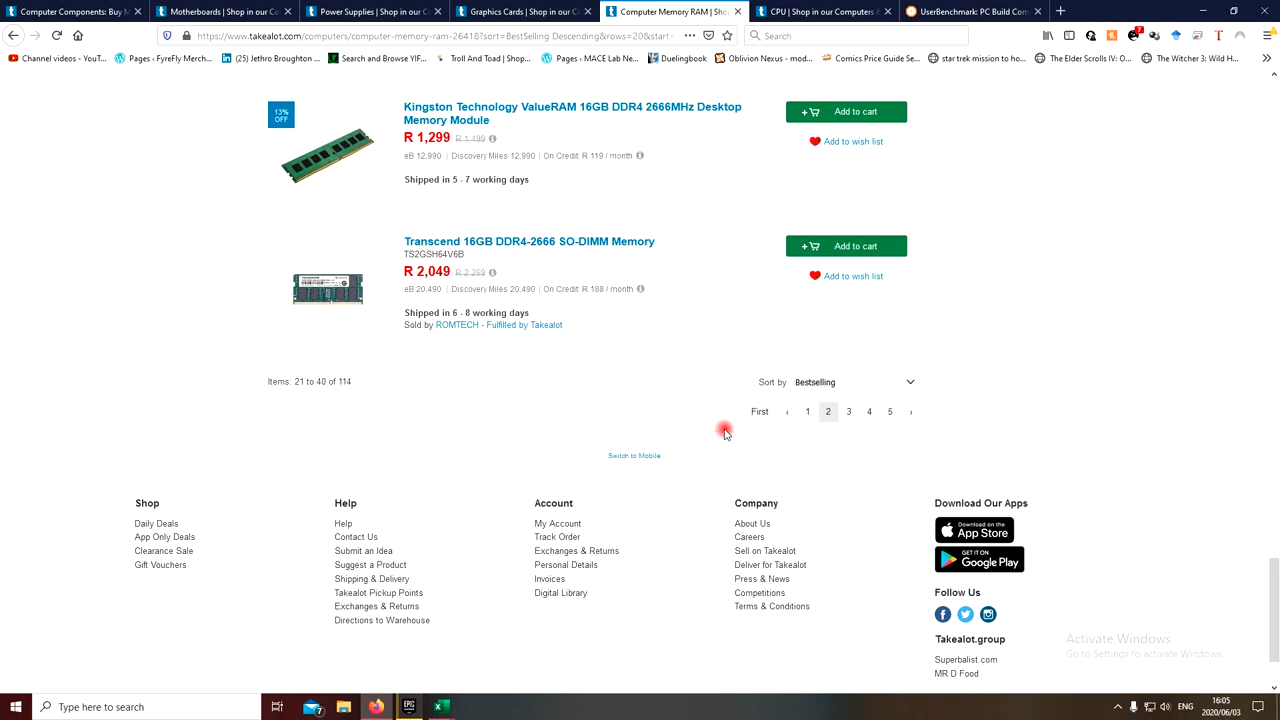 Computer Components: Buy M
Motherboards | Shop in our C
Power Supplies | Shop in our C
Graphics Cards | Shop in our C
Computer Memory RAM | Sho
CPU | Shop in our Computers &
UserBenchmark: PC Build Com
https://www.takealot.com/computers/computer-memory-ram-26418?sort=BestSelling Descending&rows=20&start=
Search
7
Channel videos - YouT...
Pages - FyreFly Merch...
(25) Jethro Broughton ...
Search and Browse YIF...
Troll And Toad | Shop...
Pages - MACE Lab Ne...
Duelingbook
Oblivion Nexus - mod...
Comics Price Guide Se...
star trek mission to ho...
The Elder Scrolls IV: O...
The Witcher 3: Wild H...
13%
OFF
Kingston Technology ValueRAM 16GB DDR4 2666MHz Desktop
Memory Module
R 1,299 R 1,499
eB 12,990 | Discovery Miles 12,990 | On Credit: R 119 / month
Shipped in 5 - 7 working days
+ Add to cart
Add to wish list
Transcend 16GB DDR4-2666 SO-DIMM Memory
TS2GSH64V6B
R 2,049 R 2,259
eB 20,490 | Discovery Miles 20,490 | On Credit: R 188 / month
Shipped in 6 - 8 working days
Sold by ROMTECH - Fulfilled by Takealot
+ Add to cart
Add to wish list
Items: 21 to 40 of 114
Sort by Bestselling
First ‹ 1 2 3 4 5 ›
Switch to Mobile
Shop
Daily Deals
App Only Deals
Clearance Sale
Gift Vouchers
Help
Help
Contact Us
Submit an Idea
Suggest a Product
Shipping & Delivery
Takealot Pickup Points
Exchanges & Returns
Directions to Warehouse
Account
My Account
Track Order
Exchanges & Returns
Personal Details
Invoices
Digital Library
Company
About Us
Careers
Sell on Takealot
Deliver for Takealot
Press & News
Competitions
Terms & Conditions
Download Our Apps
Download on the
App Store
GET IT ON
Google Play
Follow Us
Takealot.group
Superbalist.com
MR D Food
Activate Windows
Go to Settings to activate Windows.
Type here to search
7
EPIC
ENG
16:05
2020/06/03